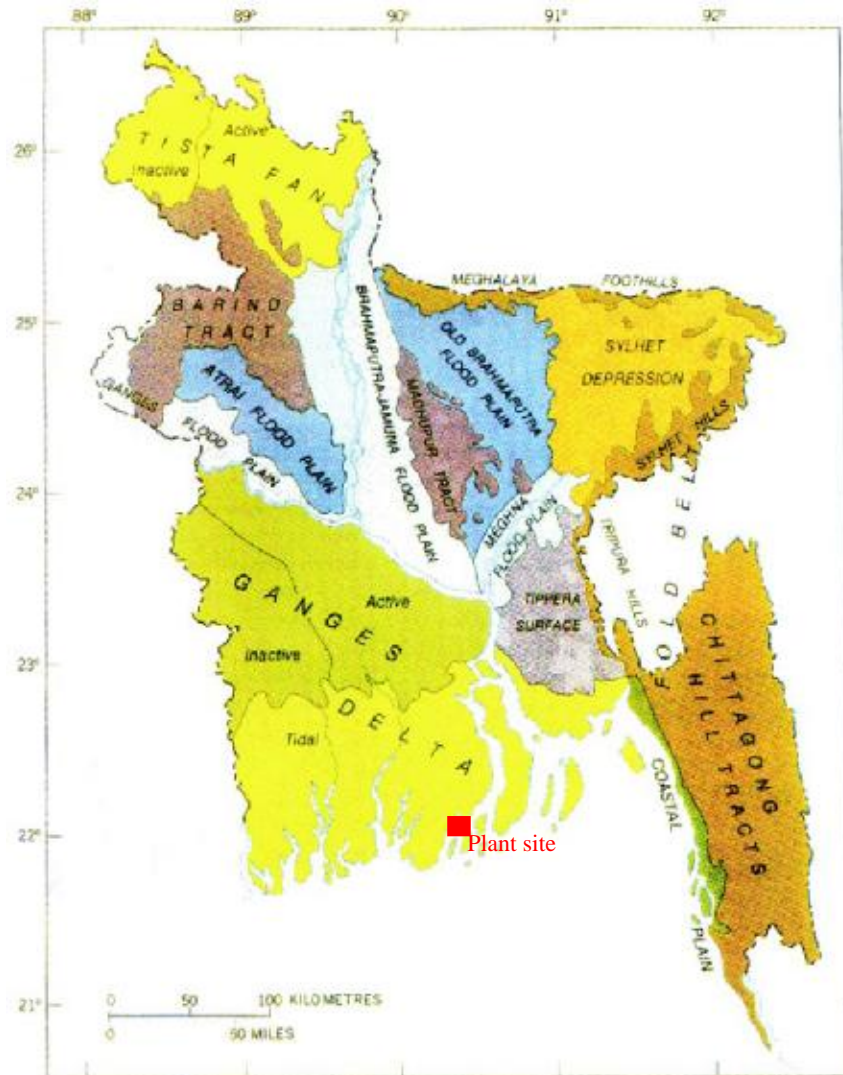 88° 89° 90° 91° 92°
26°
25°
24°
23°
22°
21°
TISTA FAN
Active
Inactive
BARIND
TRACT
MEGHALAYA FOOTHILLS
BRAHMAPUTRA-JAMUNA FLOOD PLAIN
OLD BRAHMAPUTRA
FLOOD PLAIN
SYLHET
DEPRESSION
GANGES
FLOOD PLAIN
ATRAI FLOOD PLAIN
MADHUPUR TRACT
SYLHET HILLS
MEGHNA
FLOOD PLAIN
TRIPURA HILLS
FOLD BELT
GANGES
DELTA
Active
Inactive
Tidal
TIPPERA
SURFACE
CHITTAGONG
HILL TRACTS
COASTAL
PLAIN
Plant site
0 50 100 KILOMETRES
0 50 MILES